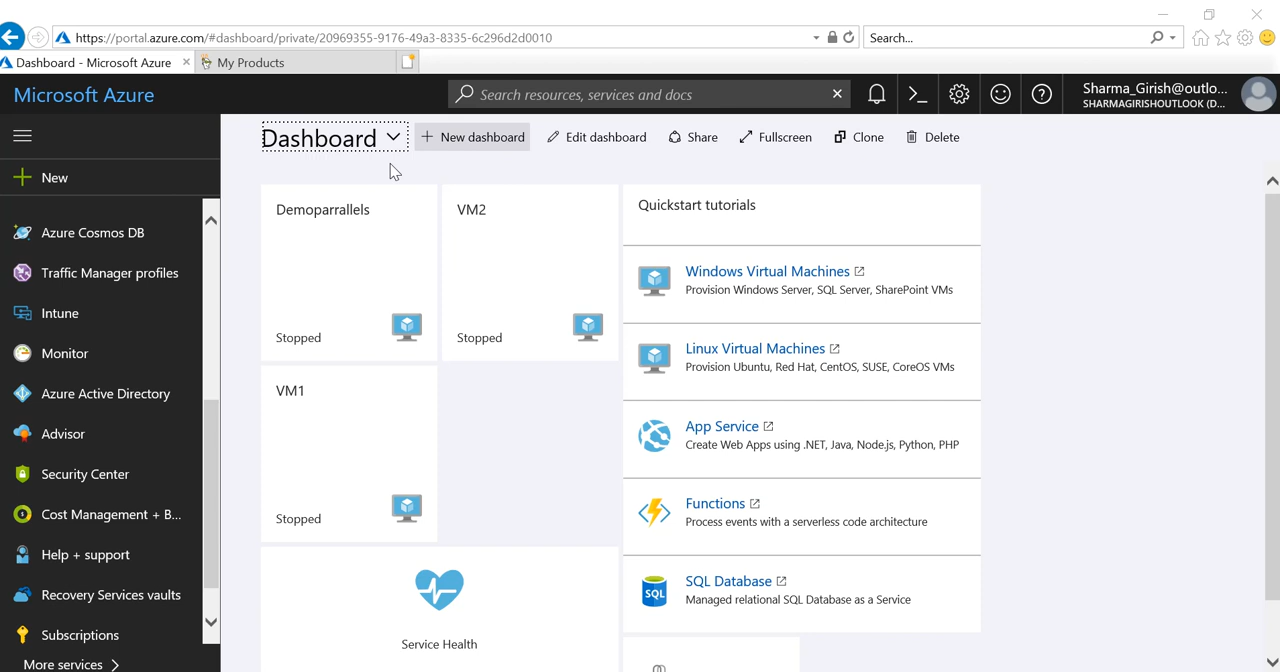 https://portal.azure.com/#dashboard/private/20969355-9176-49a3-8335-6c296d2d0010
Search...
Dashboard - Microsoft Azure
My Products
Microsoft Azure
Search resources, services and docs
Sharma_Girish@outlo...
SHARMAGIRISHOUTLOOK (D...
Dashboard
New dashboard
Edit dashboard
Share
Fullscreen
Clone
Delete
New
Azure Cosmos DB
Traffic Manager profiles
Intune
Monitor
Azure Active Directory
Advisor
Security Center
Cost Management + B...
Help + support
Recovery Services vaults
Subscriptions
More services
Demoparrallels
Stopped
VM2
Stopped
VM1
Stopped
Service Health
Quickstart tutorials
Windows Virtual Machines
Provision Windows Server, SQL Server, SharePoint VMs
Linux Virtual Machines
Provision Ubuntu, Red Hat, CentOS, SUSE, CoreOS VMs
App Service
Create Web Apps using .NET, Java, Node.js, Python, PHP
Functions
Process events with a serverless code architecture
SQL
SQL Database
Managed relational SQL Database as a Service